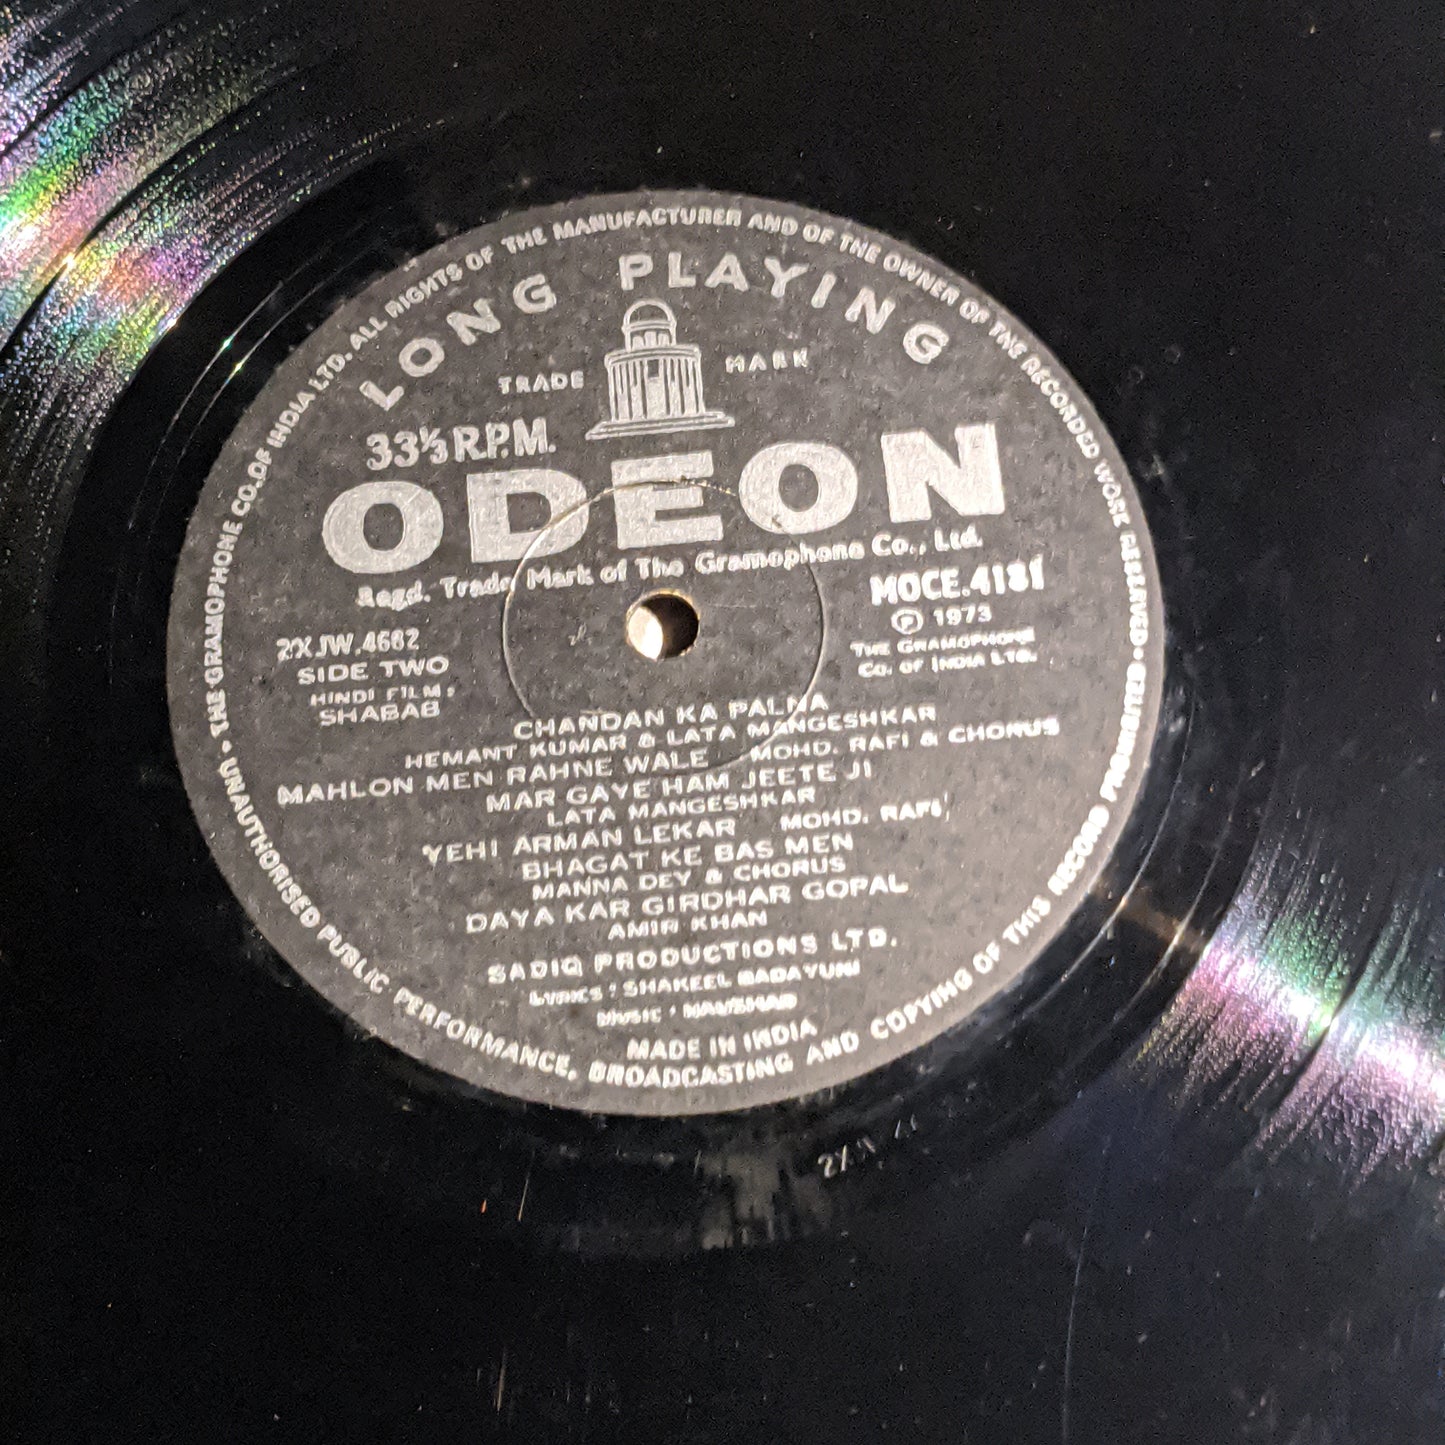 • THE GRAMOPHONE CO. OF INDIA LTD. ALL RIGHTS OF THE MANUFACTURER AND OF THE OWNER OF THE RECORDED WORK RESERVED • UNAUTHORISED PUBLIC PERFORMANCE, BROADCASTING AND COPYING OF THIS RECORD PROHIBITED
LONG PLAYING
TRADE MARK
33⅓ R.P.M.
ODEON
Regd. Trade Mark of The Gramophone Co., Ltd.
MOCE.4181
℗ 1973
THE GRAMOPHONE
CO. OF INDIA LTD.
2XJW.4682
SIDE TWO
HINDI FILM:
SHABAB
CHANDAN KA PALNA
HEMANT KUMAR & LATA MANGESHKAR
MAHLON MEN RAHNE WALE MOHD. RAFI & CHORUS
MAR GAYE HAM JEETE JI
LATA MANGESHKAR
YEHI ARMAN LEKAR MOHD. RAFI
BHAGAT KE BAS MEN
MANNA DEY & CHORUS
DAYA KAR GIRDHAR GOPAL
AMIR KHAN
SADIQ PRODUCTIONS LTD.
LYRICS : SHAKEEL BADAYUNI
MUSIC : NAUSHAD
MADE IN INDIA